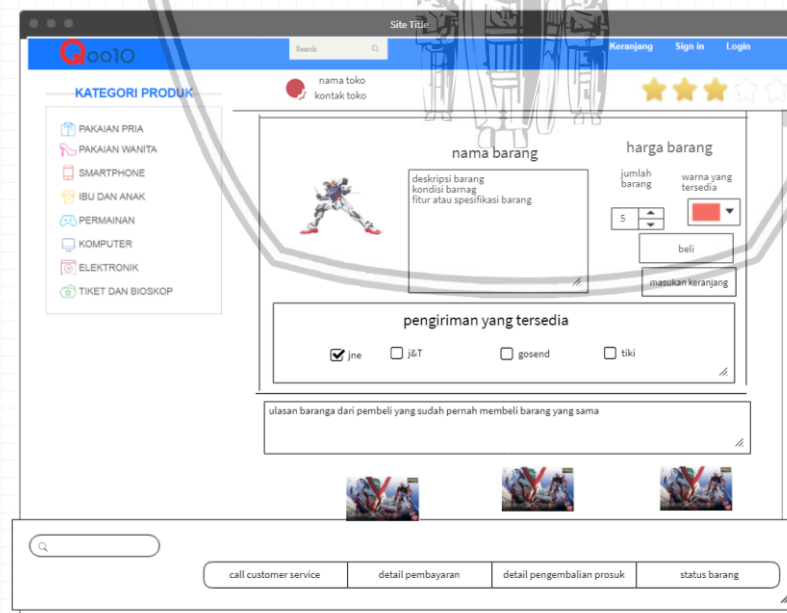 Site Title
Qoo10
Search
Keranjang
Sign in
Login
KATEGORI PRODUK
PAKAIAN PRIA
PAKAIAN WANITA
SMARTPHONE
IBU DAN ANAK
PERMAINAN
KOMPUTER
ELEKTRONIK
TIKET DAN BIOSKOP
nama toko
kontak toko
nama barang
deskripsi barang
kondisi barnag
fitur atau spesifikasi barang
harga barang
jumlah
barang
warna yang
tersedia
5
beli
masukan keranjang
pengiriman yang tersedia
jne
j&T
gosend
tiki
ulasan baranga dari pembeli yang sudah pernah membeli barang yang sama
call customer service
detail pembayaran
detail pengembalian prosuk
status barang